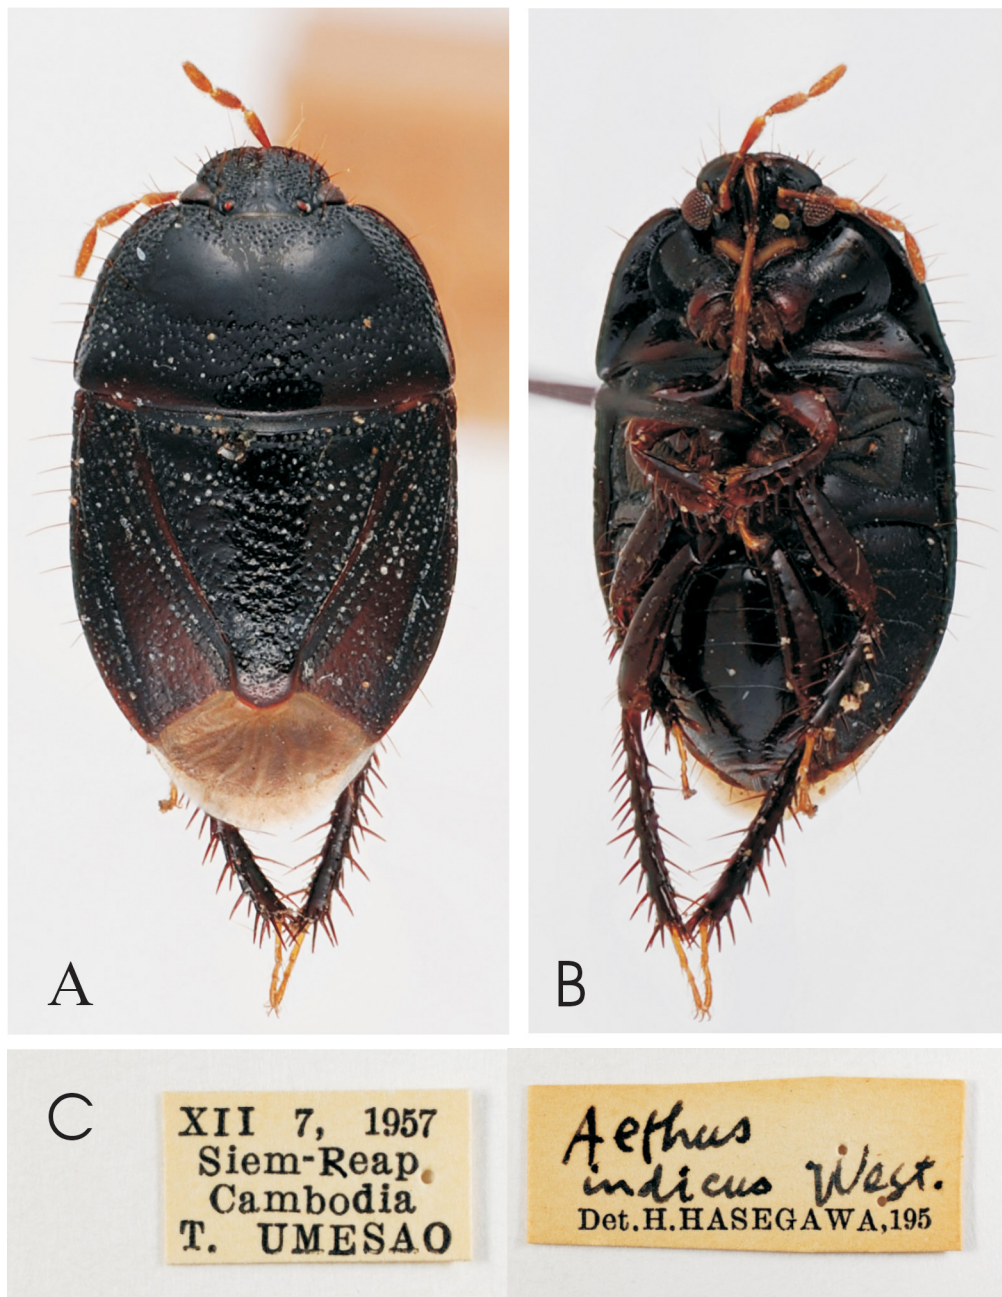 A
B
C
XII 7, 1957
Siem-Reap
Cambodia
T. UMESAO
Aethus
indicus West.
Det.H.HASEGAWA,195